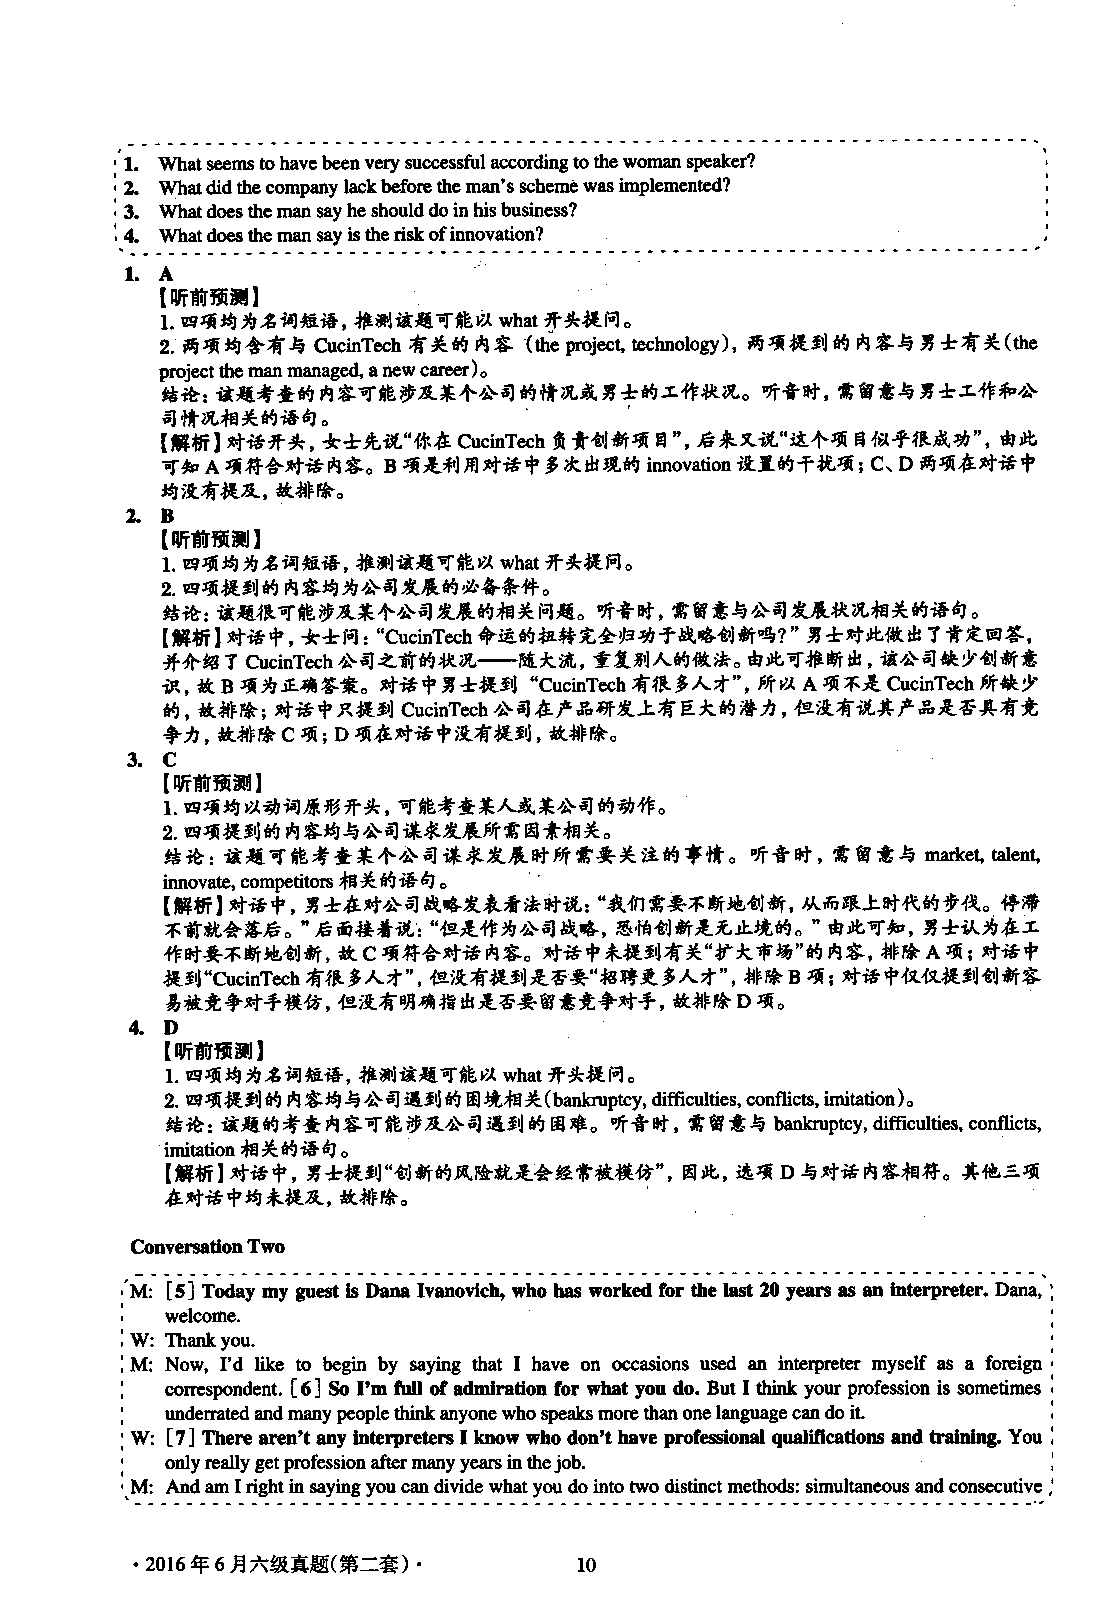 1. What seems to have been very successful according to the woman speaker?
2. What did the company lack before the man's scheme was implemented?
3. What does the man say he should do in his business?
4. What does the man say is the risk of innovation?
1. A
【听前预测】
1. 四项均为名词短语，推测该题可能以 what 开头提问。
2. 两项均含有与 CucinTech 有关的内容（the project, technology），两项提到的内容与男士有关(the
project the man managed, a new career)。
结论：该题考查的内容可能涉及某个公司的情况或男士的工作状况。听音时，需留意与男士工作和公
司情况相关的语句。
【解析】对话开头，女士先说“你在 CucinTech 负责创新项目”，后来又说“这个项目似乎很成功”，由此
可知 A 项符合对话内容。B 项是利用对话中多次出现的 innovation 设置的干扰项；C、D 两项在对话中
均没有提及，故排除。
2. B
【听前预测】
1. 四项均为名词短语，推测该题可能以 what 开头提问。
2. 四项提到的内容均为公司发展的必备条件。
结论：该题很可能涉及某个公司发展的相关问题。听音时，需留意与公司发展状况相关的语句。
【解析】对话中，女士问：“CucinTech 命运的扭转完全归功于战略创新吗？”男士对此做出了肯定回答，
并介绍了 CucinTech 公司之前的状况——随大流，重复别人的做法。由此可推断出，该公司缺少创新意
识，故 B 项为正确答案。对话中男士提到“CucinTech 有很多人才”，所以 A 项不是 CucinTech 所缺少
的，故排除；对话中只提到 CucinTech 公司在产品研发上有巨大的潜力，但没有说其产品是否具有竞
争力，故排除 C 项；D 项在对话中没有提到，故排除。
3. C
【听前预测】
1. 四项均以动词原形开头，可能考查某人或某公司的动作。
2. 四项提到的内容均与公司谋求发展所需因素相关。
结论：该题可能考查某个公司谋求发展时所需要关注的事情。听音时，需留意与 market, talent,
innovate, competitors 相关的语句。
【解析】对话中，男士在对公司战略发表看法时说：“我们需要不断地创新，从而跟上时代的步伐。停滞
不前就会落后。”后面接着说：“但是作为公司战略，恐怕创新是无止境的。”由此可知，男士认为在工
作时要不断地创新，故 C 项符合对话内容。对话中未提到有关“扩大市场”的内容，排除 A 项；对话中
提到“CucinTech 有很多人才”，但没有提到是否要“招聘更多人才”，排除 B 项；对话中仅仅提到创新容
易被竞争对手模仿，但没有明确指出是否要留意竞争对手，故排除 D 项。
4. D
【听前预测】
1. 四项均为名词短语，推测该题可能以 what 开头提问。
2. 四项提到的内容均与公司遇到的困境相关(bankruptcy, difficulties, conflicts, imitation)。
结论：该题的考查内容可能涉及公司遇到的困难。听音时，需留意与 bankruptcy, difficulties, conflicts,
imitation 相关的语句。
【解析】对话中，男士提到“创新的风险就是会经常被模仿”，因此，选项 D 与对话内容相符。其他三项
在对话中均未提及，故排除。
Conversation Two
M: [5] Today my guest is Dana Ivanovich, who has worked for the last 20 years as an interpreter. Dana,
welcome.
W: Thank you.
M: Now, I'd like to begin by saying that I have on occasions used an interpreter myself as a foreign
correspondent. [6] So I'm full of admiration for what you do. But I think your profession is sometimes
underrated and many people think anyone who speaks more than one language can do it.
W: [7] There aren't any interpreters I know who don't have professional qualifications and training. You
only really get profession after many years in the job.
M: And am I right in saying you can divide what you do into two distinct methods: simultaneous and consecutive
·2016 年 6 月六级真题(第二套)· 10